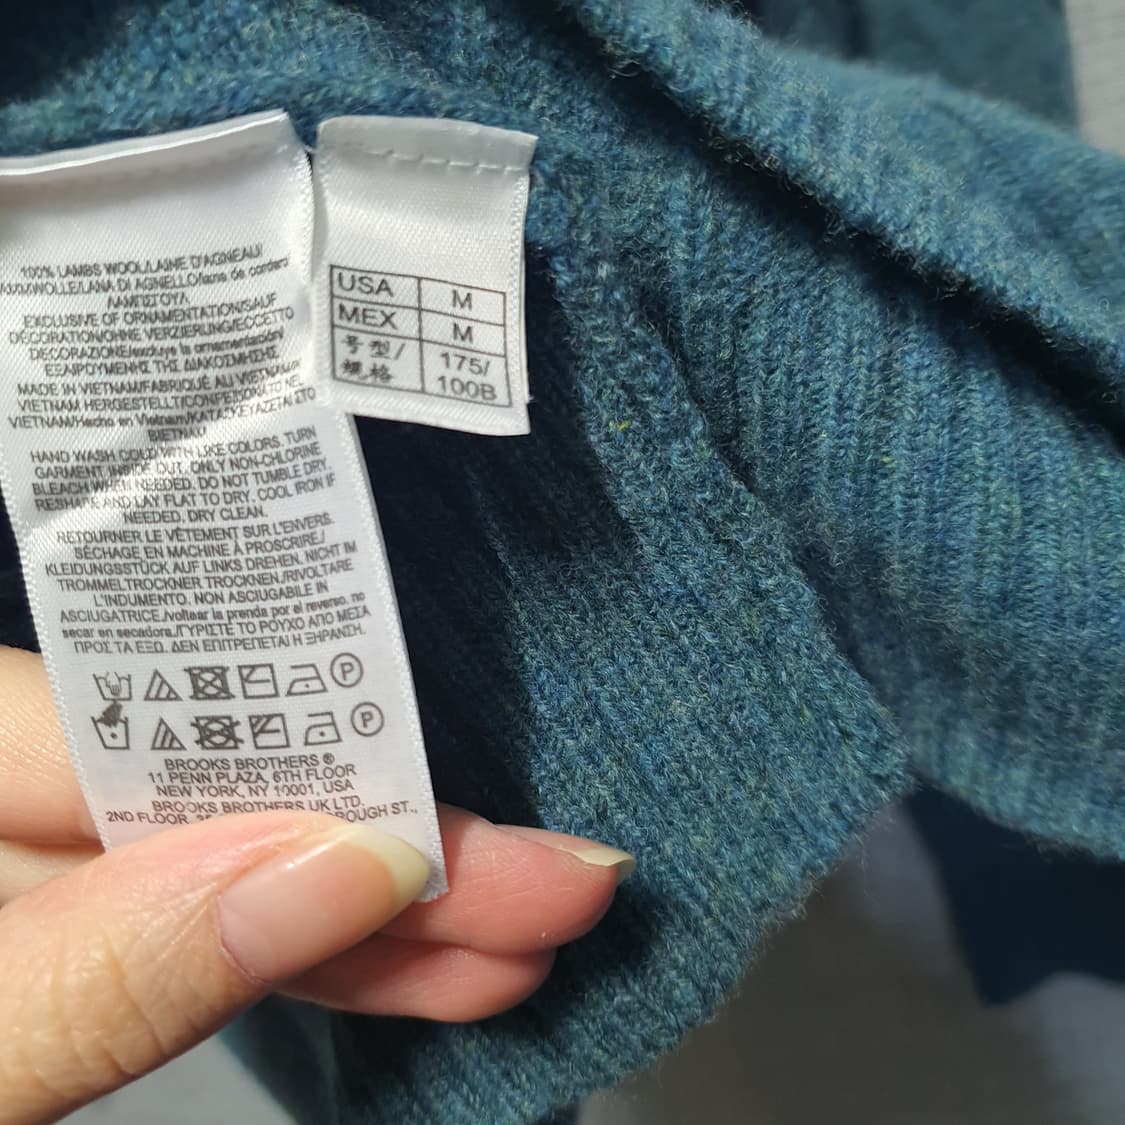 100% LAMBS WOOL/LAINE D'AGNEAU/
LANA DI AGNELLO/lana de cordero/
ΛΑΜΠΣΓΟΥΛ
EXCLUSIVE OF ORNAMENTATION/SAUF
DÉCORATION/OHNE VERZIERUNG/ECCETTO
DECORAZIONE/excluye la ornamentación/
ΕΞΑΙΡΟΥΜΕΝΗΣ ΤΗΣ ΔΙΑΚΟΣΜΗΣΗΣ
MADE IN VIETNAM/FABRIQUÉ AU VIETNAM/IN
VIETNAM HERGESTELLT/CONFEZIONATO NEL
VIETNAM/Hecho en Vietnam/ΚΑΤΑΣΚΕΥΑΖΕΤΑΙ ΣΤΟ
ΒΙΕΤΝΑΜ
HAND WASH COLD WITH LIKE COLORS. TURN
GARMENT INSIDE OUT. ONLY NON-CHLORINE
BLEACH WHEN NEEDED. DO NOT TUMBLE DRY.
RESHAPE AND LAY FLAT TO DRY. COOL IRON IF
NEEDED. DRY CLEAN.
RETOURNER LE VÊTEMENT SUR L'ENVERS.
SÉCHAGE EN MACHINE À PROSCRIRE/
KLEIDUNGSSTÜCK AUF LINKS DREHEN, NICHT IM
TROMMELTROCKNER TROCKNEN./RIVOLTARE
L'INDUMENTO. NON ASCIUGABILE IN
ASCIUGATRICE./voltear la prenda por el reverso. no
secar en secadora./ΓΥΡΙΣΤΕ ΤΟ ΡΟΥΧΟ ΑΠΟ ΜΕΣΑ
ΠΡΟΣ ΤΑ ΕΞΩ. ΔΕΝ ΕΠΙΤΡΕΠΕΤΑΙ Η ΞΗΡΑΝΣΗ.
P
P
BROOKS BROTHERS ®
11 PENN PLAZA, 6TH FLOOR
NEW YORK, NY 10001, USA
BROOKS BROTHERS UK LTD.
2ND FLOOR, ROUGH ST.,
USA M
MEX M
号型/ 175/
规格 100B